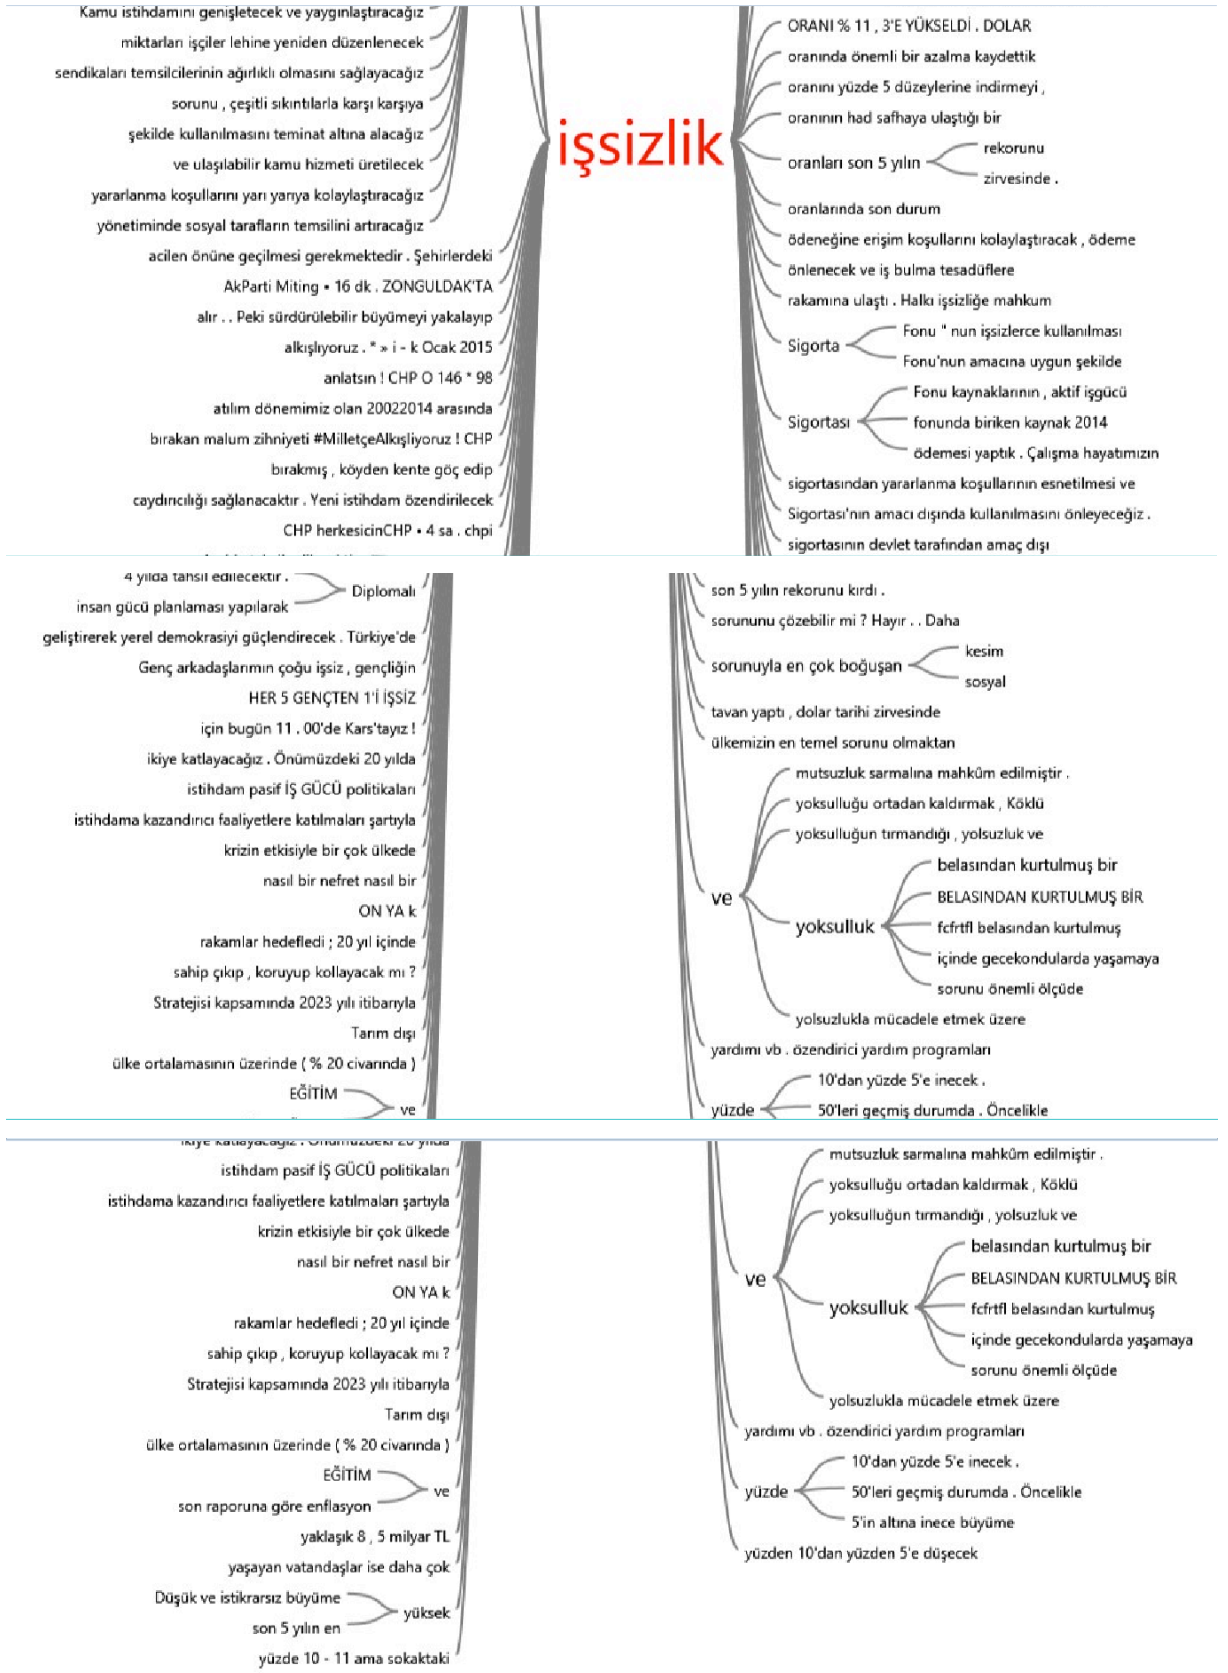 Kamu istihdamını genişletecek ve yaygınlaştıracağız
miktarları işçiler lehine yeniden düzenlenecek
sendikaları temsilcilerinin ağırlıklı olmasını sağlayacağız
sorunu , çeşitli sıkıntılarla karşı karşıya
şekilde kullanılmasını teminat altına alacağız
ve ulaşılabilir kamu hizmeti üretilecek
yararlanma koşullarını yarı yarıya kolaylaştıracağız
yönetiminde sosyal tarafların temsilini artıracağız
acilen önüne geçilmesi gerekmektedir . Şehirlerdeki
AkParti Miting • 16 dk . ZONGULDAK'TA
alır . . Peki sürdürülebilir büyümeyi yakalayıp
alkışlıyoruz . * » i - k Ocak 2015
anlatsın ! CHP O 146 * 98
atılım dönemimiz olan 20022014 arasında
bırakan malum zihniyeti #MilletçeAlkışliyoruz ! CHP
bırakmış , köyden kente göç edip
caydırıcılığı sağlanacaktır . Yeni istihdam özendirilecek
CHP herkesicinCHP • 4 sa . chpi
işsizlik
ORANI % 11 , 3'E YÜKSELDİ . DOLAR
oranında önemli bir azalma kaydettik
oranını yüzde 5 düzeylerine indirmeyi ,
oranının had safhaya ulaştığı bir
oranları son 5 yılın
rekorunu
zirvesinde .
oranlarında son durum
ödeneğine erişim koşullarını kolaylaştıracak , ödeme
önlenecek ve iş bulma tesadüflere
rakamına ulaştı . Halkı işsizliğe mahkum
Sigorta
Fonu " nun işsizlerce kullanılması
Fonu'nun amacına uygun şekilde
Sigortası
Fonu kaynaklarının , aktif işgücü
fonunda biriken kaynak 2014
ödemesi yaptık . Çalışma hayatımızın
sigortasından yararlanma koşullarının esnetilmesi ve
Sigortası'nın amacı dışında kullanılmasını önleyeceğiz .
sigortasının devlet tarafından amaç dışı
4 yılda tahsil edilecektir .
insan gücü planlaması yapılarak
Diplomalı
geliştirerek yerel demokrasiyi güçlendirecek . Türkiye'de
Genç arkadaşlarımın çoğu işsiz , gençliğin
HER 5 GENÇTEN 1'İ İŞSİZ
için bugün 11 . 00'de Kars'tayız !
ikiye katlayacağız . Önümüzdeki 20 yılda
istihdam pasif İŞ GÜCÜ politikaları
istihdama kazandırıcı faaliyetlere katılmaları şartıyla
krizin etkisiyle bir çok ülkede
nasıl bir nefret nasıl bir
ON YA k
rakamlar hedefledi ; 20 yıl içinde
sahip çıkıp , koruyup kollayacak mı ?
Stratejisi kapsamında 2023 yılı itibarıyla
Tarım dışı
ülke ortalamasının üzerinde ( % 20 civarında )
EĞİTİM
ve
son 5 yılın rekorunu kırdı .
sorununu çözebilir mi ? Hayır . . Daha
sorunuyla en çok boğuşan
kesim
sosyal
tavan yaptı , dolar tarihi zirvesinde
ülkemizin en temel sorunu olmaktan
ve
mutsuzluk sarmalına mahkûm edilmiştir .
yoksulluğu ortadan kaldırmak , Köklü
yoksulluğun tırmandığı , yolsuzluk ve
yoksulluk
belasından kurtulmuş bir
BELASINDAN KURTULMUŞ BİR
fcfrtfl belasından kurtulmuş
içinde gecekondularda yaşamaya
sorunu önemli ölçüde
yolsuzlukla mücadele etmek üzere
yardımı vb . özendirici yardım programları
yüzde
10'dan yüzde 5'e inecek .
50'leri geçmiş durumda . Öncelikle
ikiye katlayacağız . Önümüzdeki 20 yılda
istihdam pasif İŞ GÜCÜ politikaları
istihdama kazandırıcı faaliyetlere katılmaları şartıyla
krizin etkisiyle bir çok ülkede
nasıl bir nefret nasıl bir
ON YA k
rakamlar hedefledi ; 20 yıl içinde
sahip çıkıp , koruyup kollayacak mı ?
Stratejisi kapsamında 2023 yılı itibarıyla
Tarım dışı
ülke ortalamasının üzerinde ( % 20 civarında )
EĞİTİM
son raporuna göre enflasyon
ve
yaklaşık 8 , 5 milyar TL
yaşayan vatandaşlar ise daha çok
Düşük ve istikrarsız büyüme
son 5 yılın en
yüksek
yüzde 10 - 11 ama sokaktaki
mutsuzluk sarmalına mahkûm edilmiştir .
yoksulluğu ortadan kaldırmak , Köklü
yoksulluğun tırmandığı , yolsuzluk ve
ve
yoksulluk
belasından kurtulmuş bir
BELASINDAN KURTULMUŞ BİR
fcfrtfl belasından kurtulmuş
içinde gecekondularda yaşamaya
sorunu önemli ölçüde
yolsuzlukla mücadele etmek üzere
yardımı vb . özendirici yardım programları
yüzde
10'dan yüzde 5'e inecek .
50'leri geçmiş durumda . Öncelikle
5'in altına inece büyüme
yüzden 10'dan yüzden 5'e düşecek